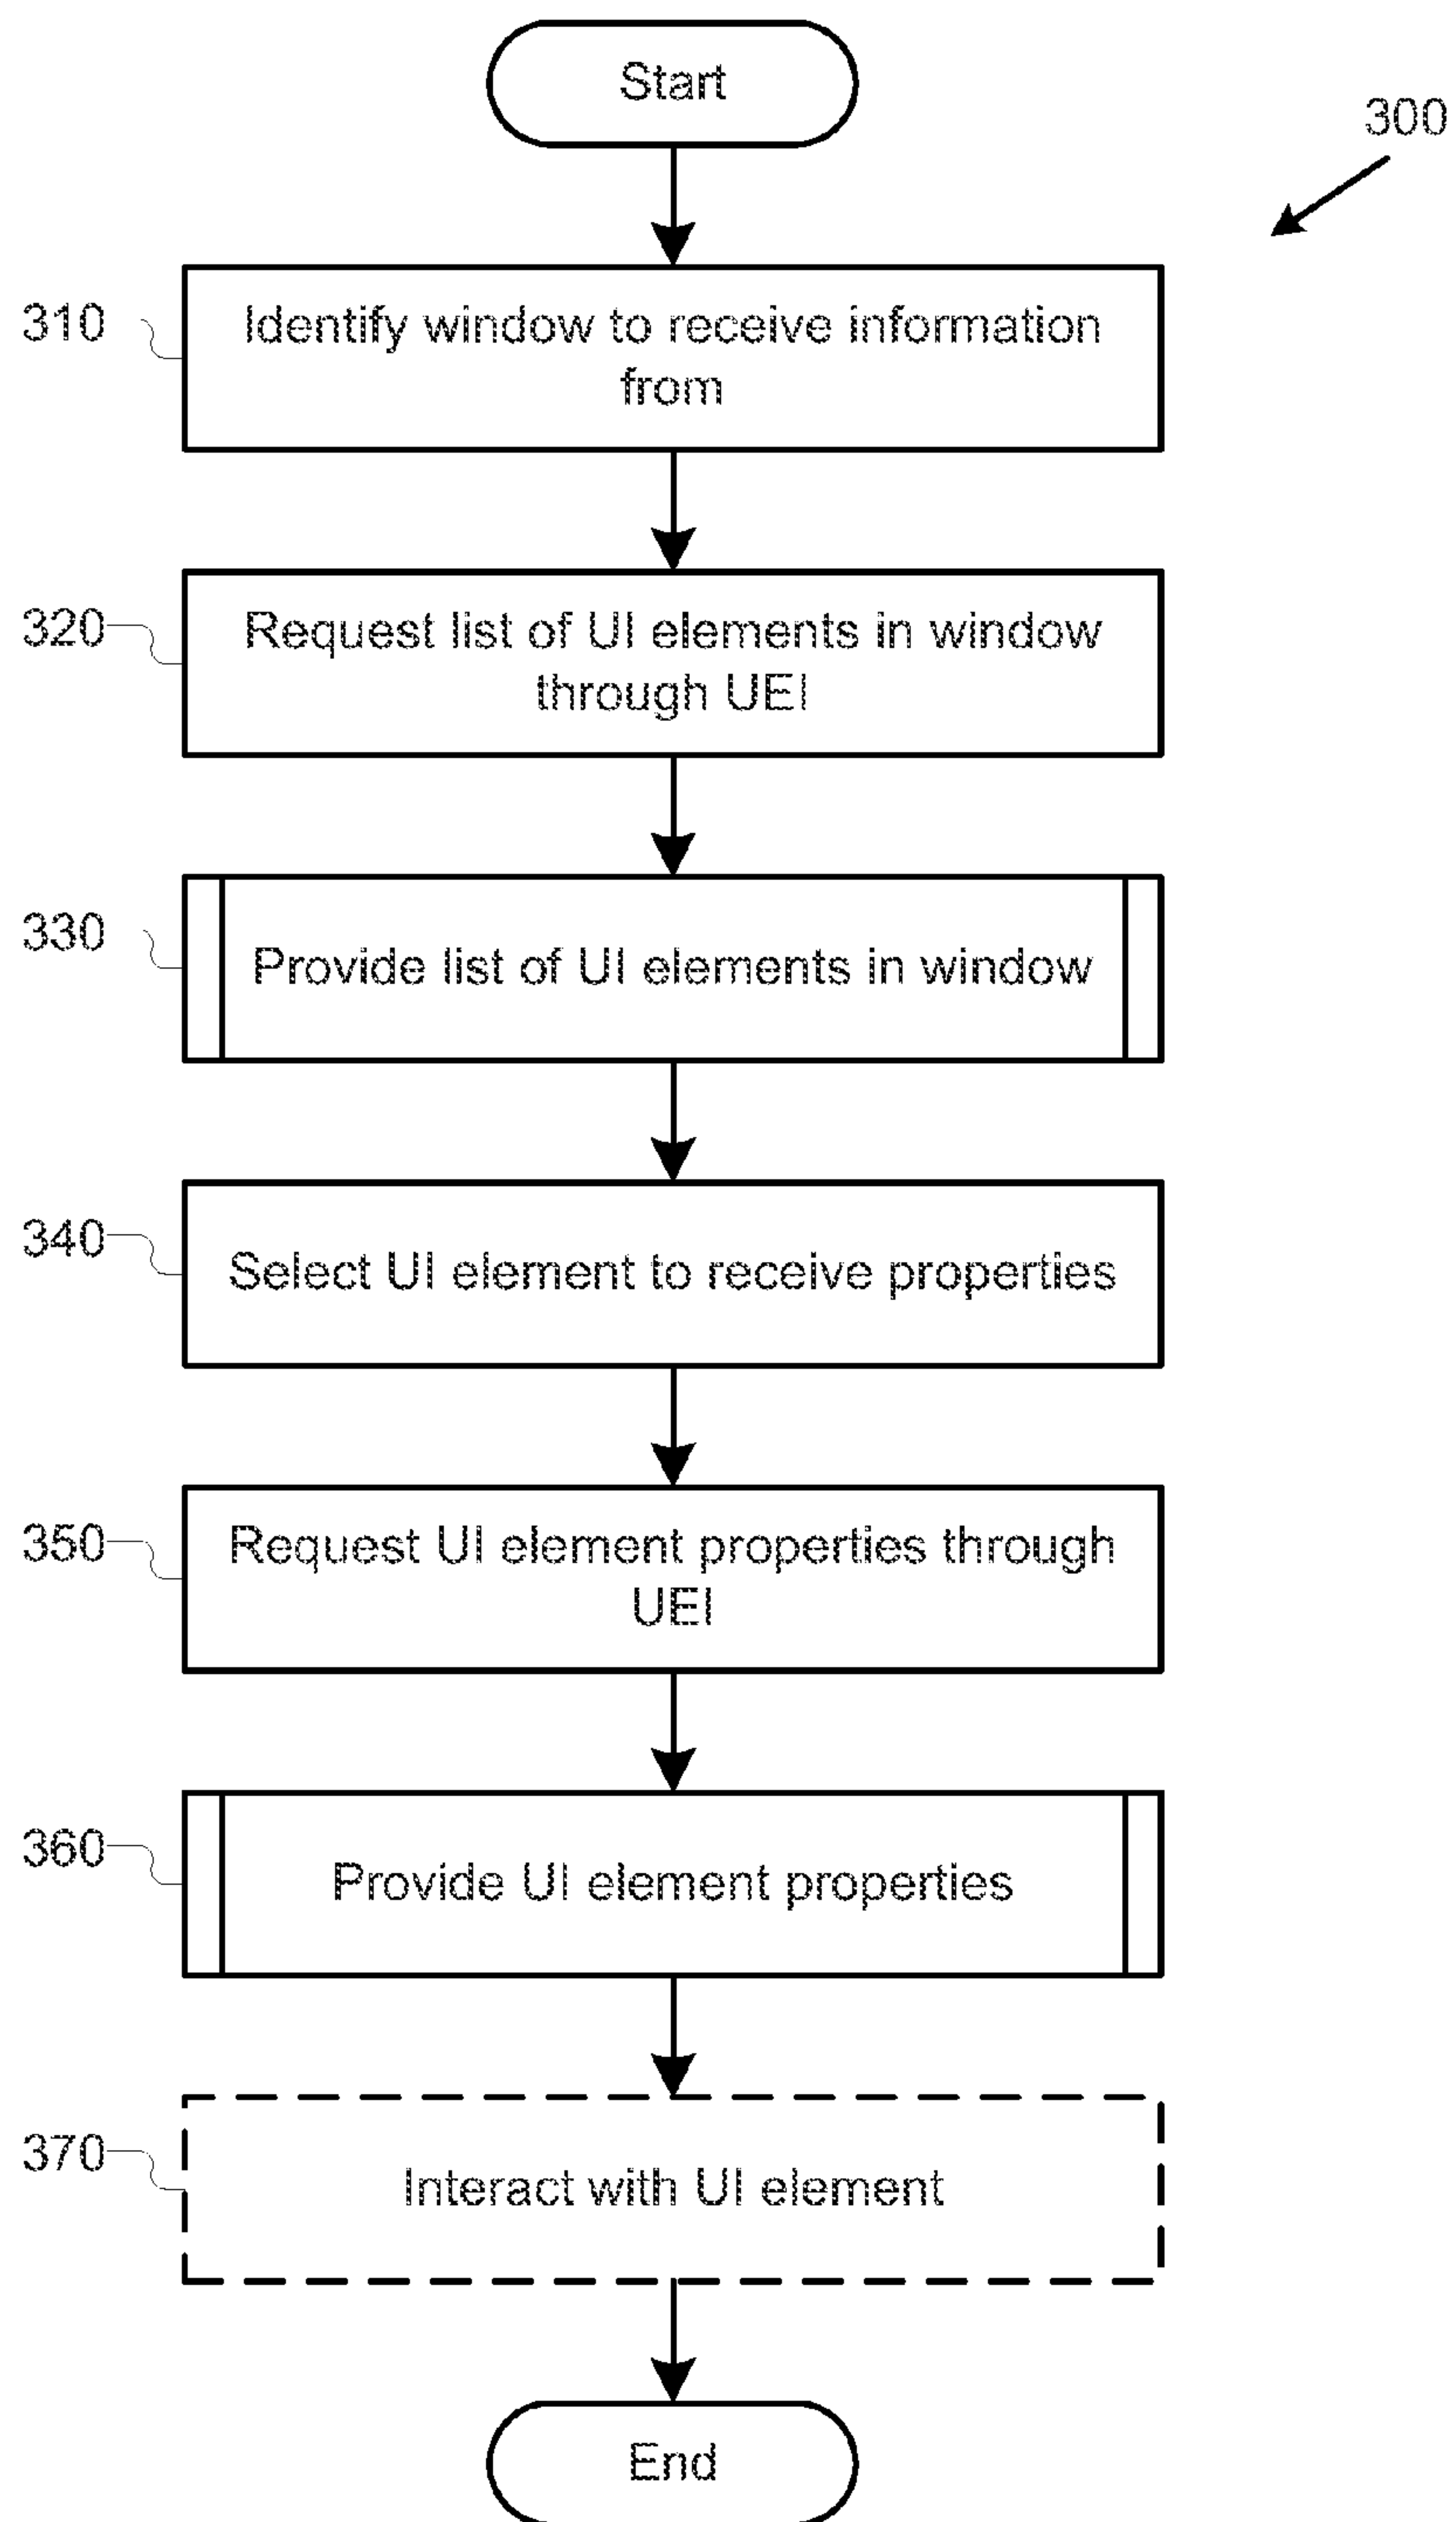 Start
300
310
Identify window to receive information
from
320
Request list of UI elements in window
through UEI
330
Provide list of UI elements in window
340
Select UI element to receive properties
350
Request UI element properties through
UEI
360
Provide UI element properties
370
Interact with UI element
End